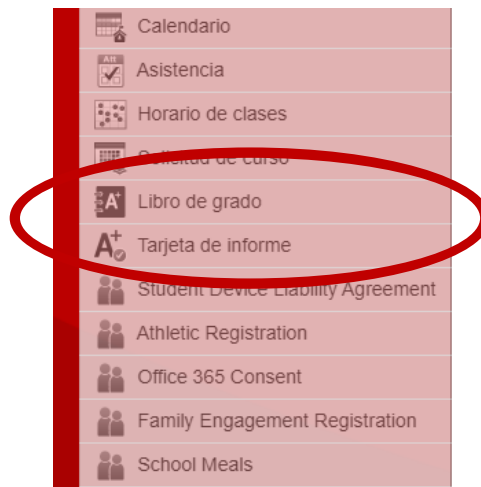 Calendario
Asistencia
Horario de clases
Solicitud de curso
Libro de grado
Tarjeta de informe
Student Device Liability Agreement
Athletic Registration
Office 365 Consent
Family Engagement Registration
School Meals